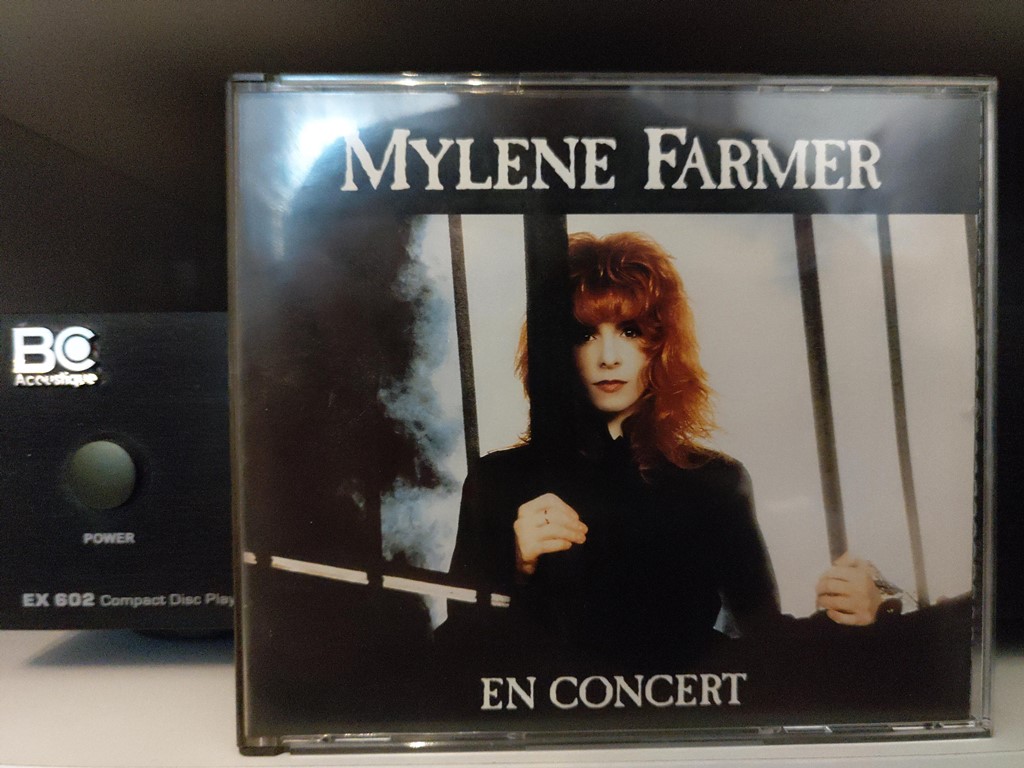 MYLENE FARMER
BC
Acoustique
POWER
EX 602 Compact Disc Play
EN CONCERT